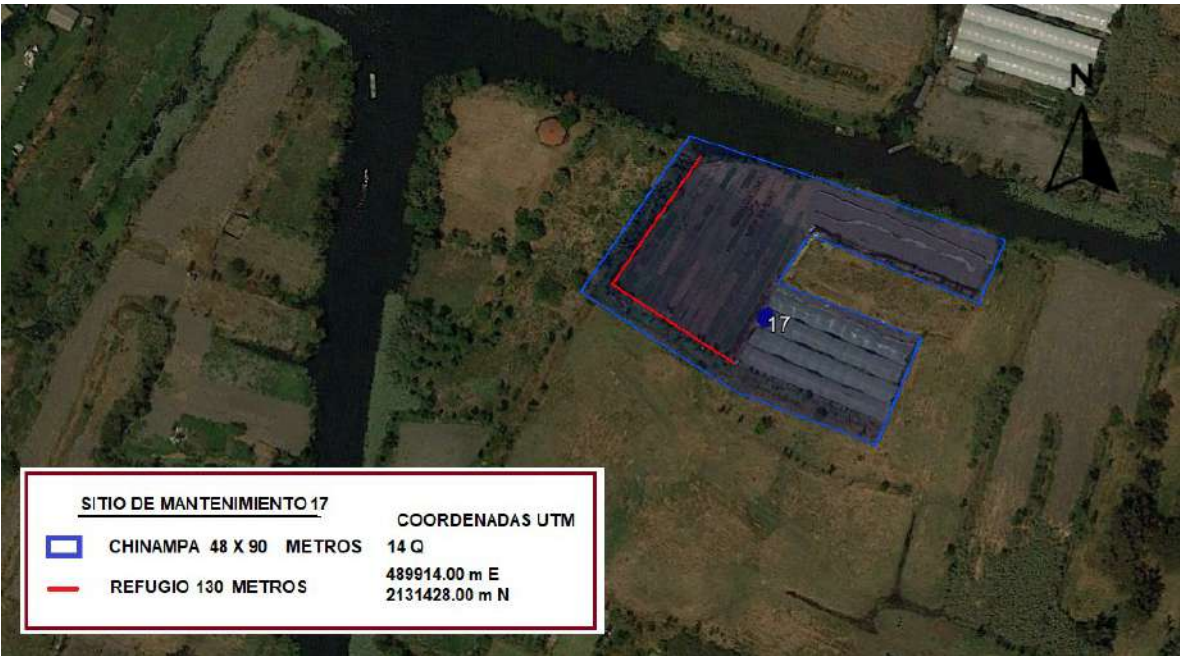 N
17
SITIO DE MANTENIMIENTO 17
COORDENADAS UTM
CHINAMPA 48 X 90 METROS
14 Q
REFUGIO 130 METROS
489914.00 m E
2131428.00 m N